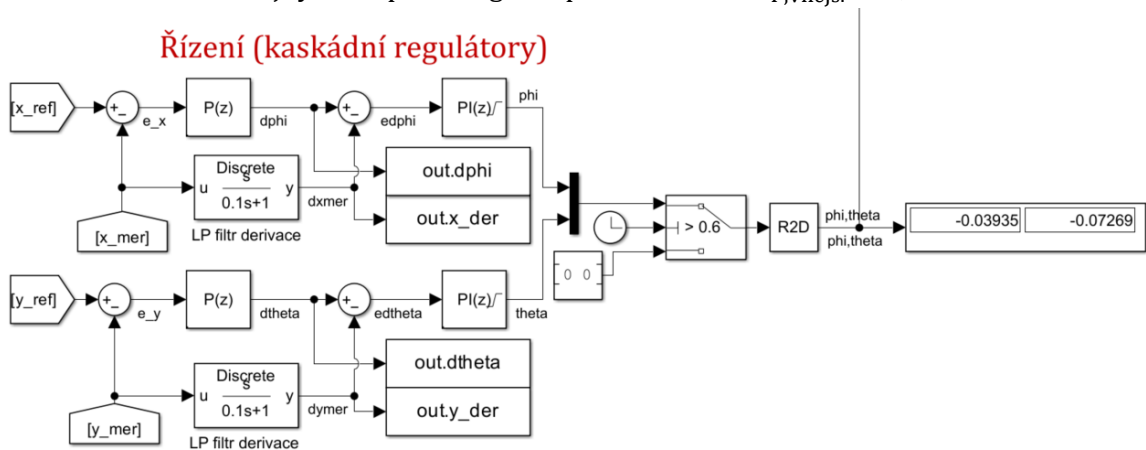 Řízení (kaskádní regulátory)
[x_ref]
+
−
e_x
P(z)
dphi
+
−
edphi
PI(z)
phi
Discrete
u
s
0.1s+1
y
dxmer
LP filtr derivace
[x_mer]
out.dphi
out.x_der
> 0.6
0 0
R2D
phi,theta
phi,theta
-0.03935
-0.07269
[y_ref]
+
−
e_y
P(z)
dtheta
+
−
edtheta
PI(z)
theta
Discrete
u
s
0.1s+1
y
dymer
LP filtr derivace
[y_mer]
out.dtheta
out.y_der